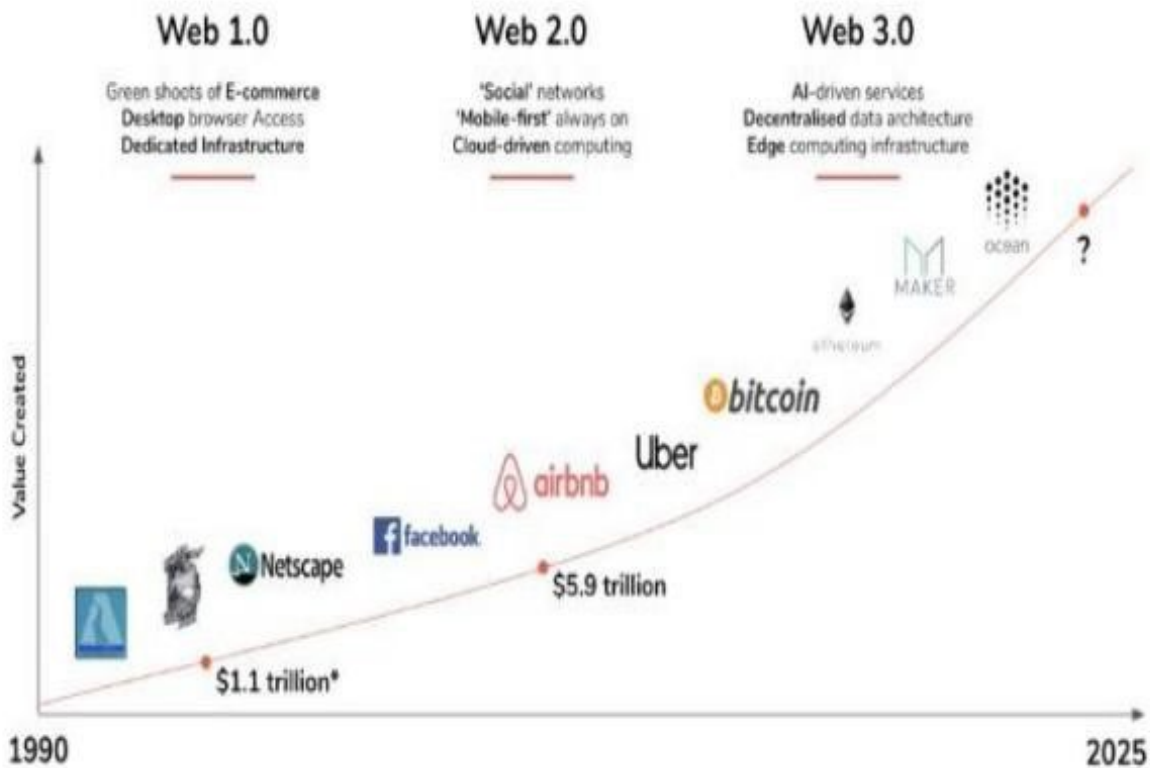 Web 1.0
Green shoots of E-commerce
Desktop browser Access
Dedicated Infrastructure
Web 2.0
'Social' networks
'Mobile-first' always on
Cloud-driven computing
Web 3.0
AI-driven services
Decentralised data architecture
Edge computing infrastructure
Value Created
Netscape
facebook
airbnb
Uber
bitcoin
ethereum
MAKER
ocean
?
$5.9 trillion
$1.1 trillion*
1990
2025